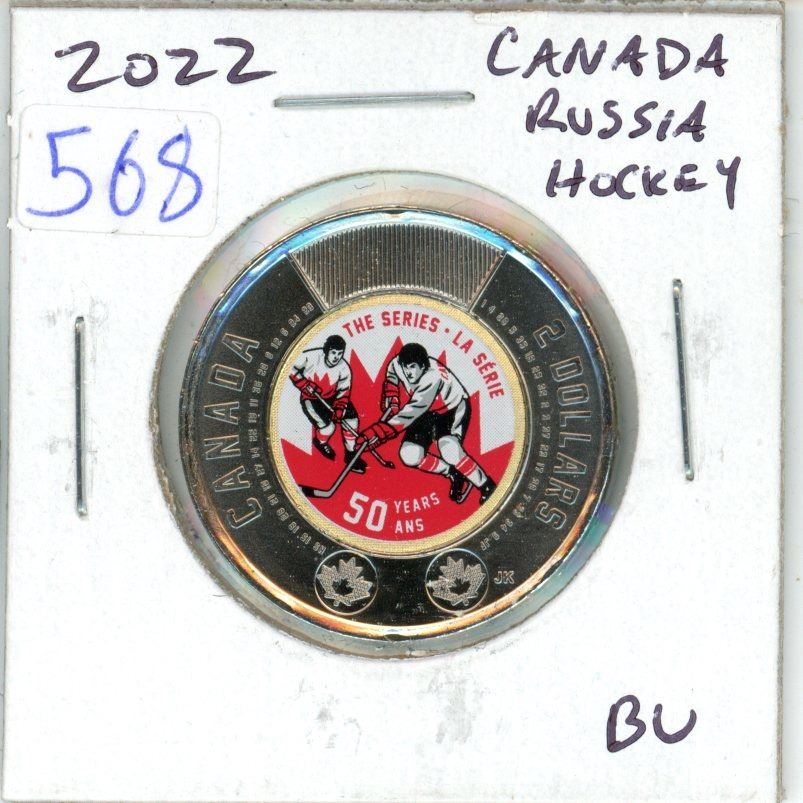 2022
CANADA
RUSSIA
HOCKEY
568
THE SERIES · LA SÉRIE
CANADA
2 DOLLARS
50 YEARS
ANS
JK
BU